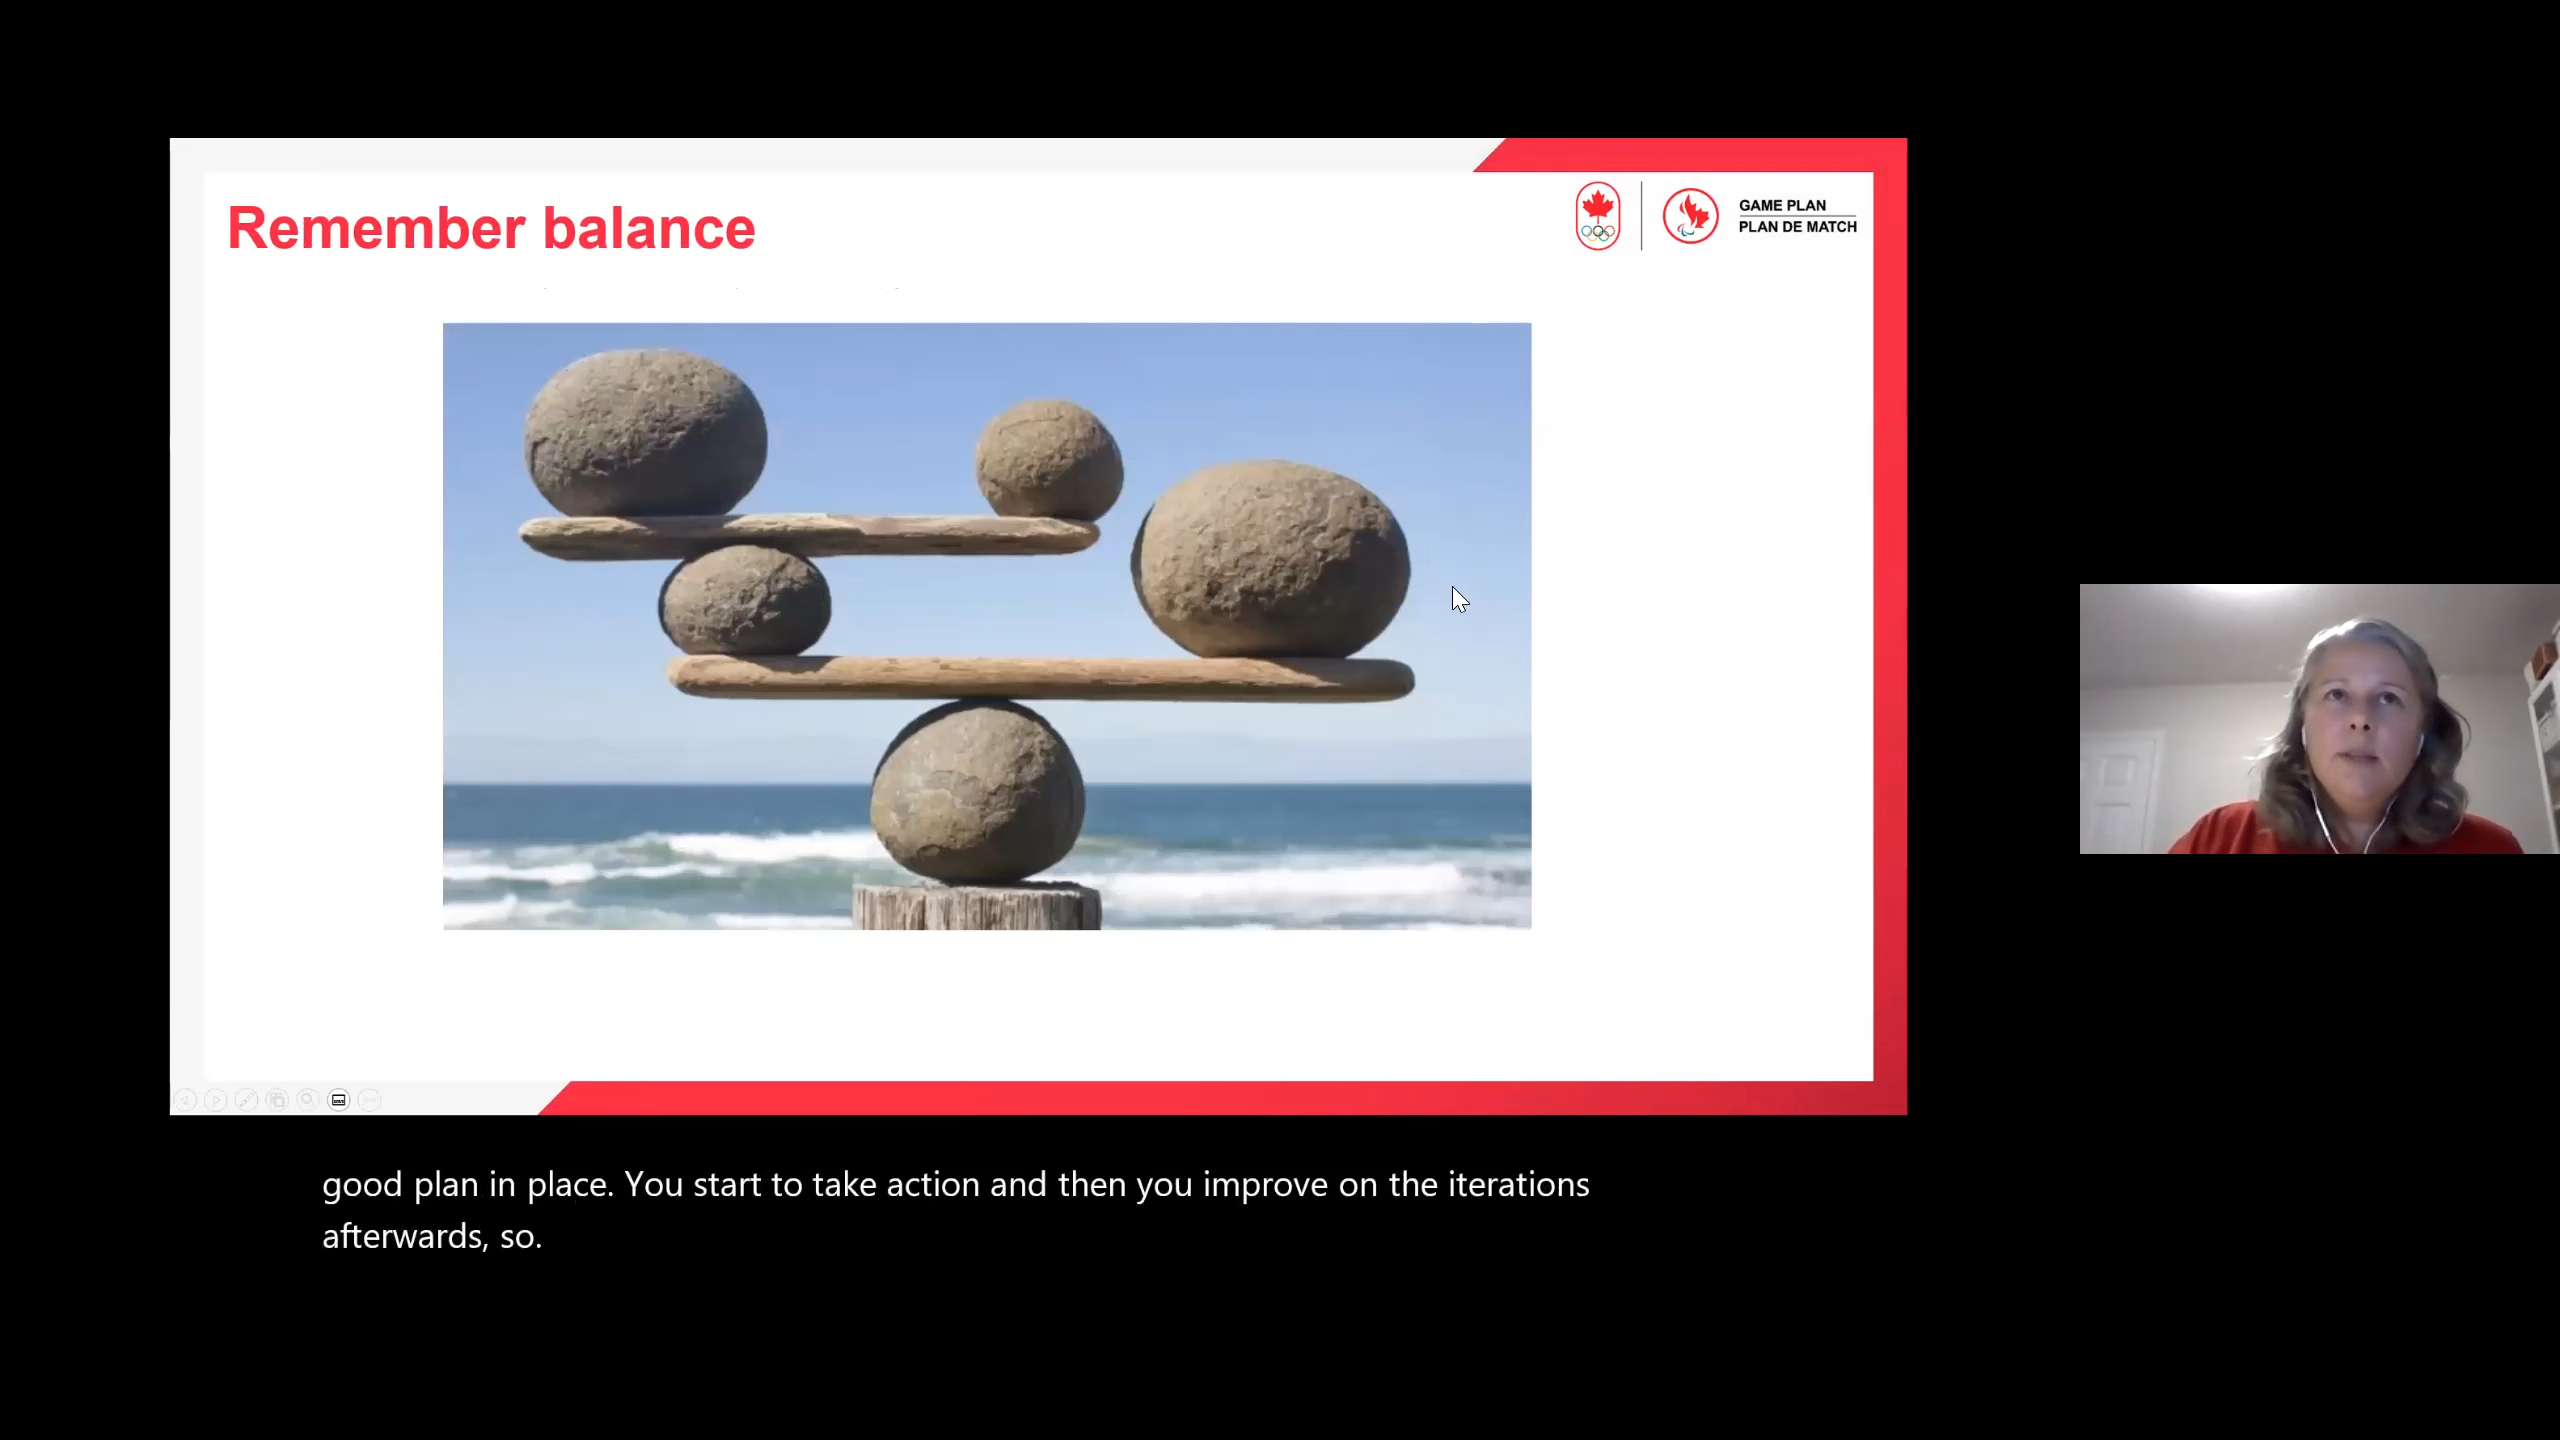 Remember balance
GAME PLAN
PLAN DE MATCH
good plan in place. You start to take action and then you improve on the iterations
afterwards, so.